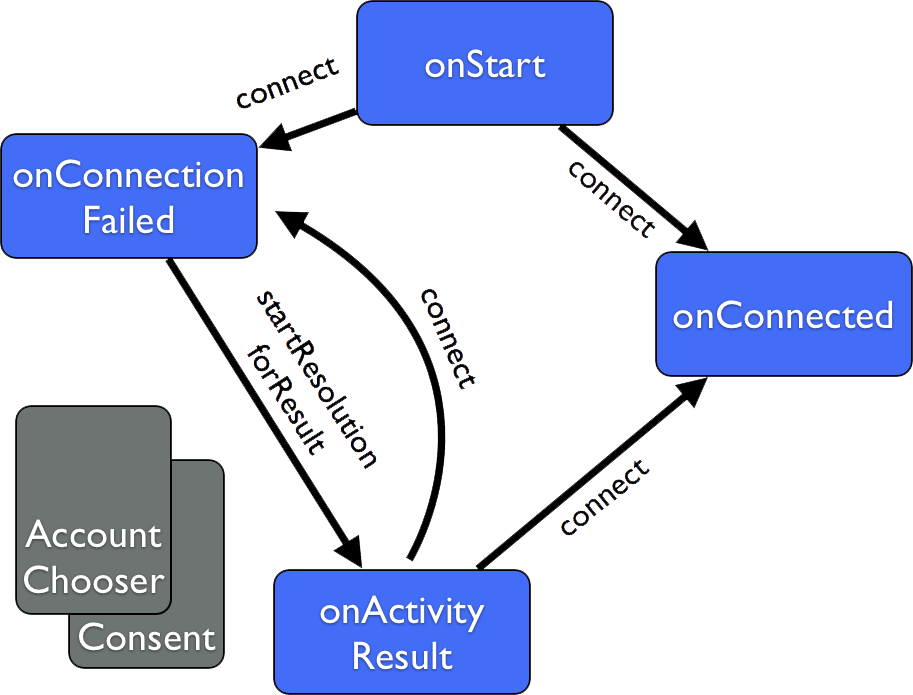 onStart
connect
onConnection
Failed
connect
onConnected
startResolution
forResult
connect
connect
Account
Chooser
Consent
onActivity
Result